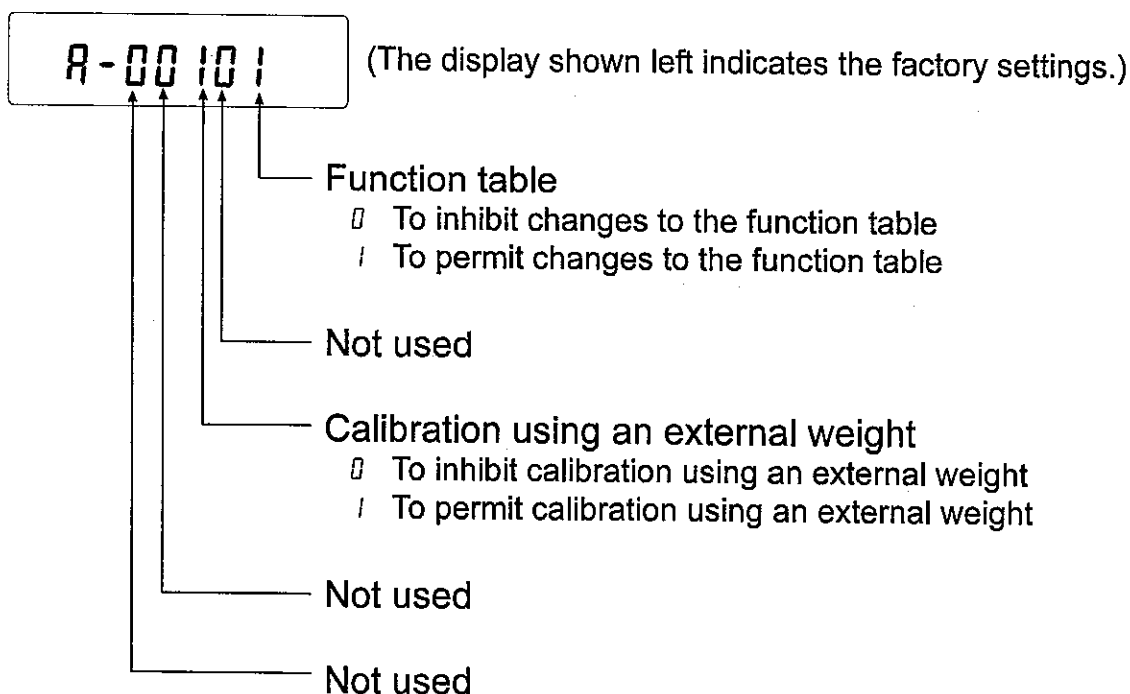 A-00101
(The display shown left indicates the factory settings.)
Function table
0 To inhibit changes to the function table
1 To permit changes to the function table
Not used
Calibration using an external weight
0 To inhibit calibration using an external weight
1 To permit calibration using an external weight
Not used
Not used